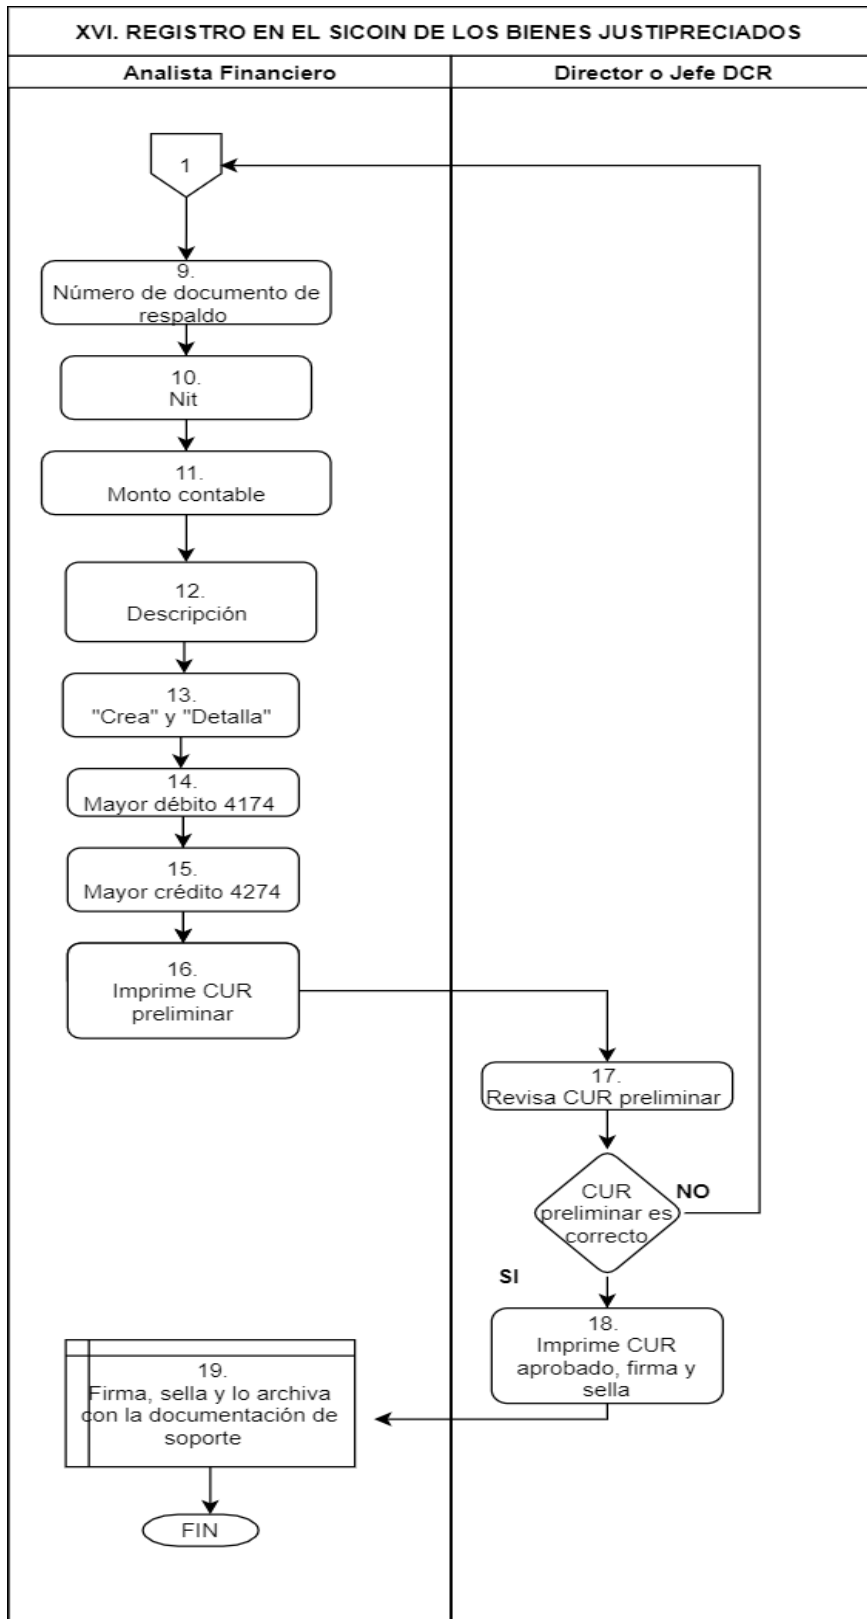 XVI. REGISTRO EN EL SICOIN DE LOS BIENES JUSTIPRECIADOS
Analista Financiero
Director o Jefe DCR
1
9.
Número de documento de
respaldo
10.
Nit
11.
Monto contable
12.
Descripción
13.
"Crea" y "Detalla"
14.
Mayor débito 4174
15.
Mayor crédito 4274
16.
Imprime CUR
preliminar
17.
Revisa CUR preliminar
CUR
preliminar es
correcto
NO
SI
18.
Imprime CUR
aprobado, firma y
sella
19.
Firma, sella y lo archiva
con la documentación de
soporte
FIN